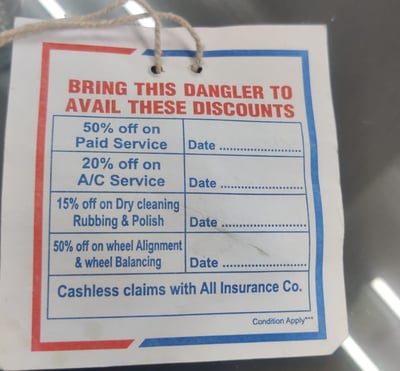 BRING THIS DANGLER TO
AVAIL THESE DISCOUNTS
50% off on
Paid Service
Date ........................
20% off on
A/C Service
Date ........................
15% off on Dry cleaning
Rubbing & Polish
Date ........................
50% off on wheel Alignment
& wheel Balancing
Date ........................
Cashless claims with All Insurance Co.
Condition Apply***